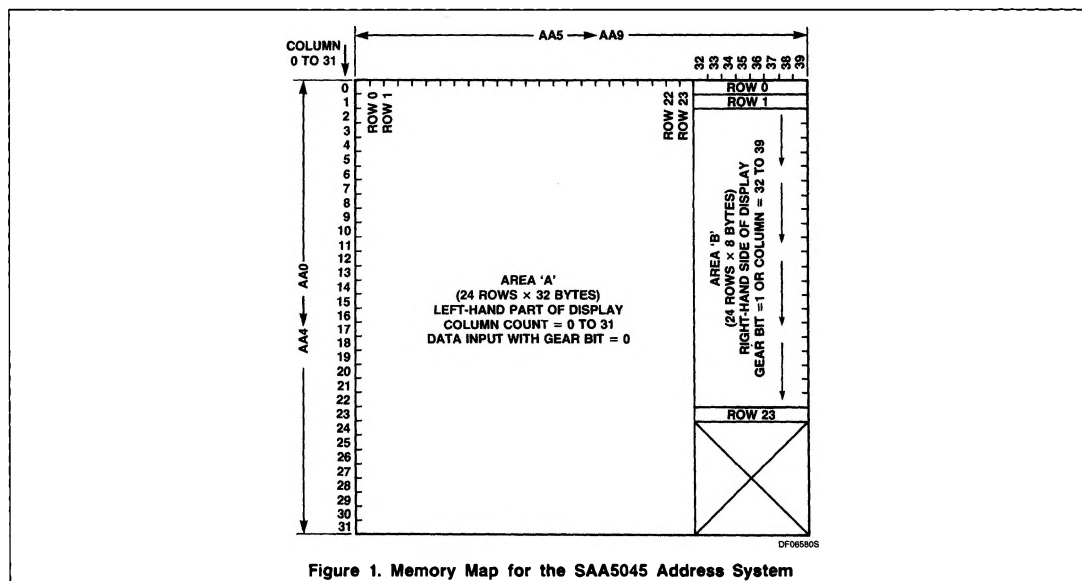 AA5 → AA9
COLUMN
0 TO 31
32
33
34
35
36
37
38
39
0
1
2
3
4
5
6
7
8
9
10
11
12
13
14
15
16
17
18
19
20
21
22
23
24
25
26
27
28
29
30
31
AA0
AA4
ROW 0
ROW 1
ROW 22
ROW 23
ROW 0
ROW 1
AREA 'A'
(24 ROWS × 32 BYTES)
LEFT-HAND PART OF DISPLAY
COLUMN COUNT = 0 TO 31
DATA INPUT WITH GEAR BIT = 0
AREA 'B'
(24 ROWS × 8 BYTES)
RIGHT-HAND SIDE OF DISPLAY
GEAR BIT =1 OR COLUMN = 32 TO 39
ROW 23
DF06580S
Figure 1. Memory Map for the SAA5045 Address System